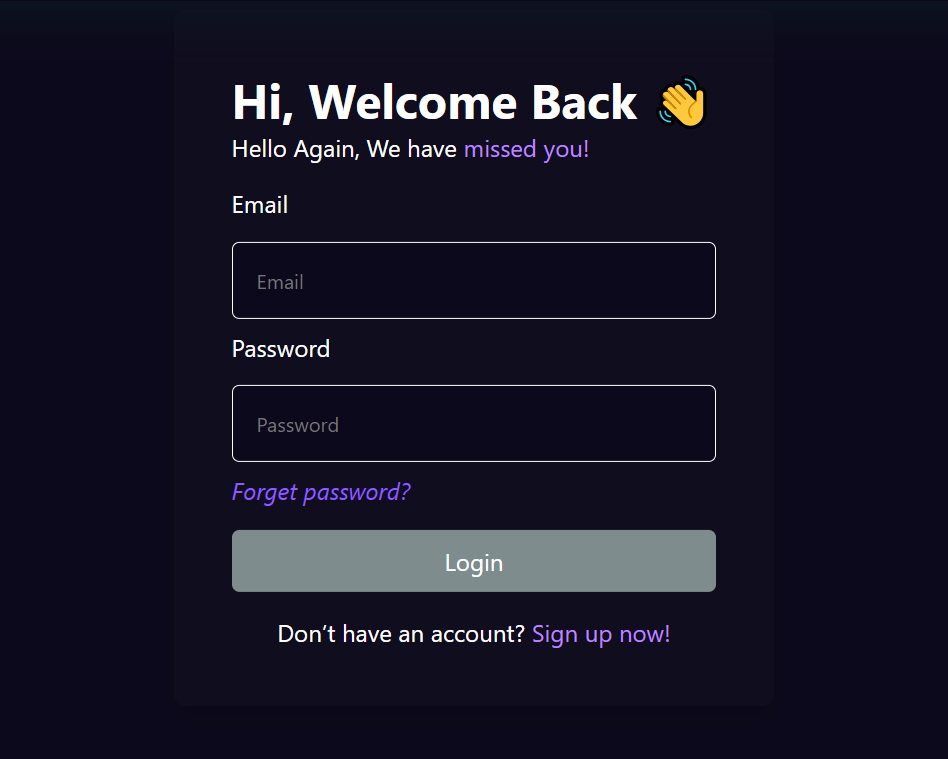 Hi, Welcome Back 👋
Hello Again, We have missed you!
Email
Email
Password
Password
Forget password?
Login
Don’t have an account? Sign up now!